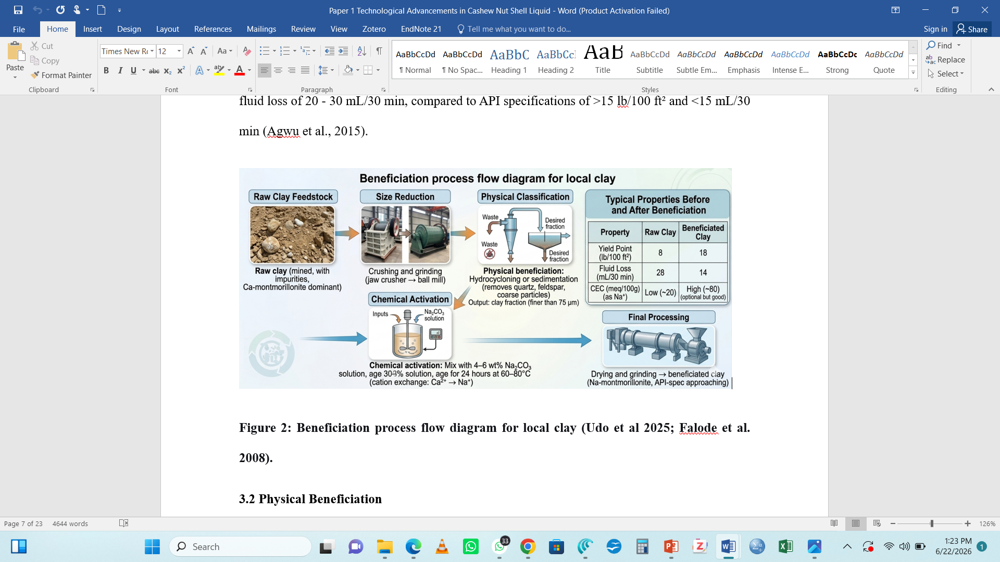 Paper 1 Technological Advancements in Cashew Nut Shell Liquid - Word (Product Activation Failed)
File Home Insert Design Layout References Mailings Review View Zotero EndNote 21 Tell me what you want to do... Sign in Share
Paste
Cut
Copy
Format Painter
Clipboard
Times New Rc 12
Font
Paragraph
AaBbCcDd ¶ Normal
AaBbCcDd ¶ No Spac...
AaBbC Heading 1
AaBbCc Heading 2
AaB Title
AaBbCcDd Subtitle
AaBbCcDd Subtle Em...
AaBbCcDd Emphasis
AaBbCcDd Intense E...
AaBbCcDc Strong
AaBbCcDd Quote
Styles
Find
Replace
Select
Editing
fluid loss of 20 - 30 mL/30 min, compared to API specifications of >15 lb/100 ft² and <15 mL/30
min (Agwu et al., 2015).
Beneficiation process flow diagram for local clay
Raw Clay Feedstock
Raw clay (mined, with
impurities,
Ca-montmorillonite dominant)
Size Reduction
Crushing and grinding
(jaw crusher → ball mill)
Physical Classification
Waste
Desired
fraction
Waste
Desired
fraction
Physical beneficiation:
Hydrocycloning or sedimentation
(removes quartz, feldspar,
coarse particles)
Output: clay fraction (finer than 75 µm)
Typical Properties Before
and After Beneficiation
Property Raw Clay Beneficiated Clay
Yield Point (lb/100 ft²) 8 18
Fluid Loss (mL/30 min) 28 14
CEC (meq/100g) (as Na⁺) Low (~20) High (~80) (optional but good)
Chemical Activation
Inputs
Na₂CO₃
solution
Chemical activation: Mix with 4–6 wt% Na₂CO₃
solution, age 30-3% solution, age for 24 hours at 60–80°C
(cation exchange: Ca²⁺ → Na⁺)
Final Processing
Drying and grinding → beneficiated clay
(Na-montmorillonite, API-spec approaching)
Figure 2: Beneficiation process flow diagram for local clay (Udo et al 2025; Falode et al.
2008).
3.2 Physical Beneficiation
Page 7 of 23 4644 words 126%
Search
33
1:23 PM
6/22/2026
1